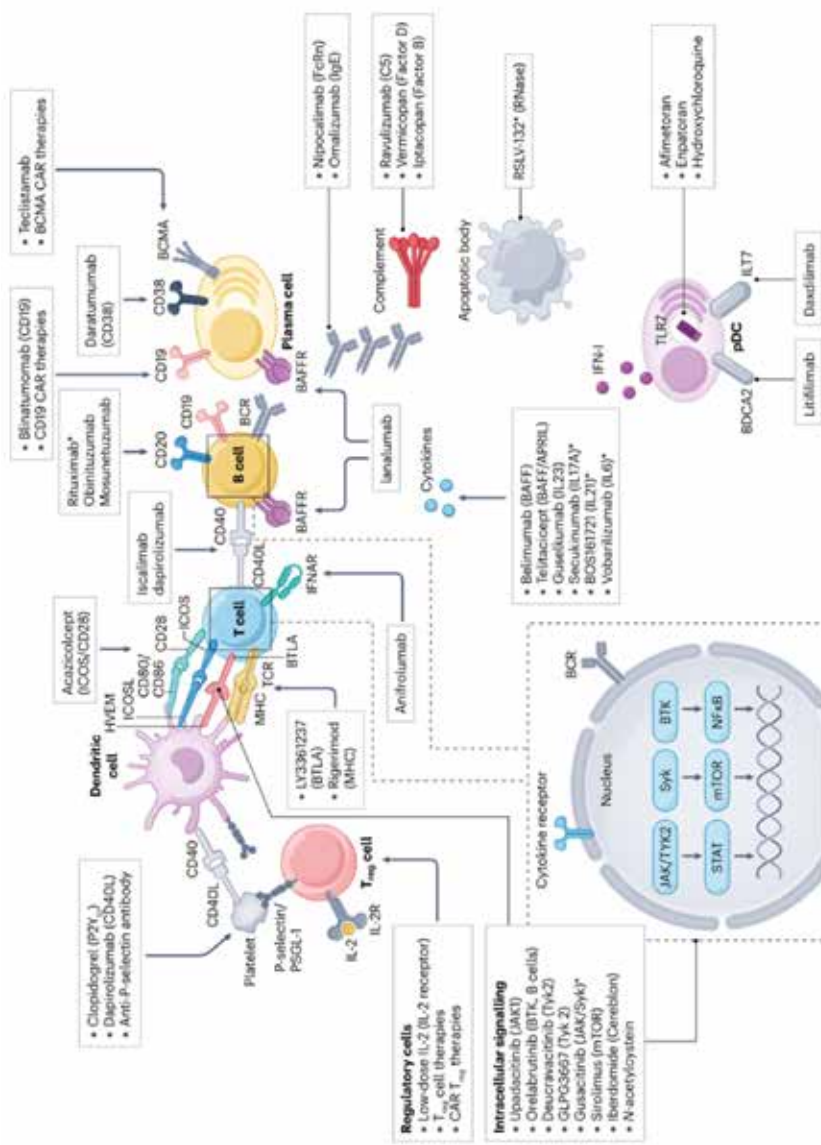 • Clopidogrel (P2Y₁₂)
• Dapirolizumab (CD40L)
• Anti-P-selectin antibody
Acazicolcept
(ICOS/CD28)
Iscalimab
dapirolizumab
Rituximab*
Obinituzumab
Mosunetuzumab
• Blinatumomab (CD19)
• CD19 CAR therapies
Daratumumab
(CD38)
• Teclistamab
• BCMA CAR therapies
Dendritic
cell
HVEM
ICOSL
CD80/
CD86
CD28
ICOS
CD40
CD20
CD19
BCR
CD19
CD38
BCMA
CD40
CD40L
Platelet
P-selectin/
PSGL-1
MHC
TCR
BTLA
T cell
CD40L
IFNAR
B cell
BAFFR
BAFFR
Plasma cell
IL-2
IL-2R
T reg cell
• LY3361237
(BTLA)
• Rigerimod
(MHC)
Anifrolumab
Ianalumab
• Nipocalimab (FcRn)
• Omalizumab (IgE)
Complement
• Ravulizumab (C5)
• Vermicopan (Factor D)
• Iptacopan (Factor B)
Regulatory cells
• Low-dose IL-2 (IL-2 receptor)
• T reg cell therapies
• CAR T reg therapies
Cytokines
• Belimumab (BAFF)
• Telitacicept (BAFF/APRIL)
• Guselkumab (IL23)
• Secukinumab (IL17A)*
• BOS161721 (IL21)*
• Vobarilizumab (IL6)*
Apoptotic body
RSLV-132* (RNase)
Intracellular signalling
• Upadacitinib (JAK1)
• Orelabrutinib (BTK, B cells)
• Deucravacitinib (Tyk2)
• GLPG3667 (Tyk 2)
• Gusacitinib (JAK/Syk)*
• Sirolimus (mTOR)
• Iberdomide (Cereblon)
• N-acetylcystein
Cytokine receptor
Nucleus
BCR
JAK/TYK2
Syk
BTK
STAT
mTOR
NFκB
IFN-I
TLR7
BDCA2
pDC
ILT7
• Afimetoran
• Enpatoran
• Hydroxychloroquine
Litifilimab
Daxdilimab